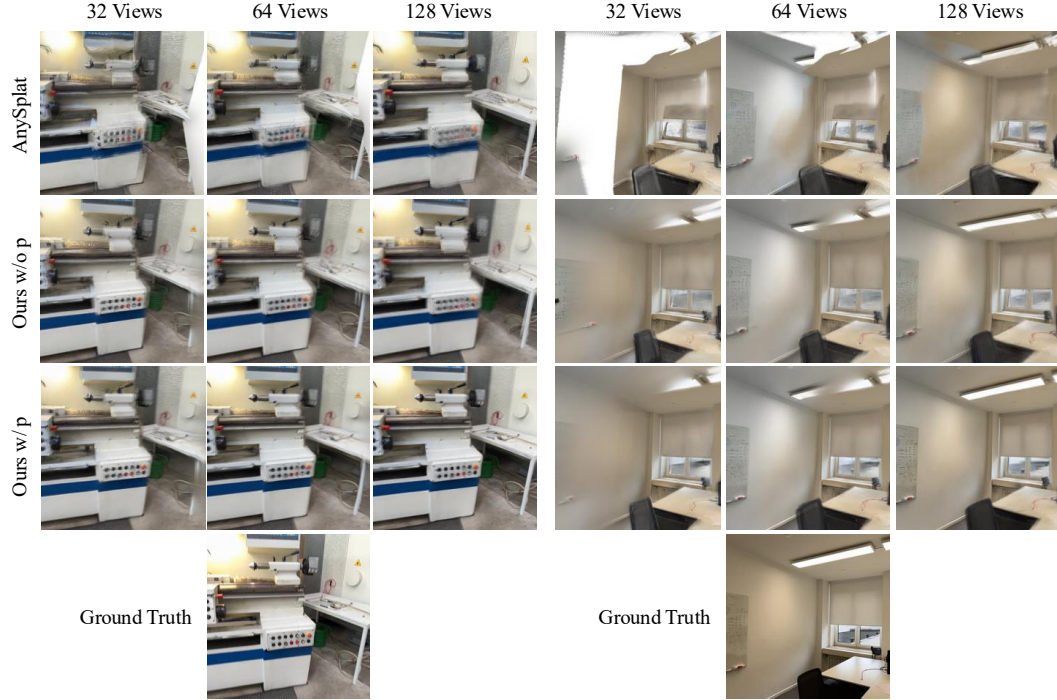 32 Views 64 Views 128 Views 32 Views 64 Views 128 Views
AnySplat
Ours w/o p
Ours w/ p
Ground Truth Ground Truth